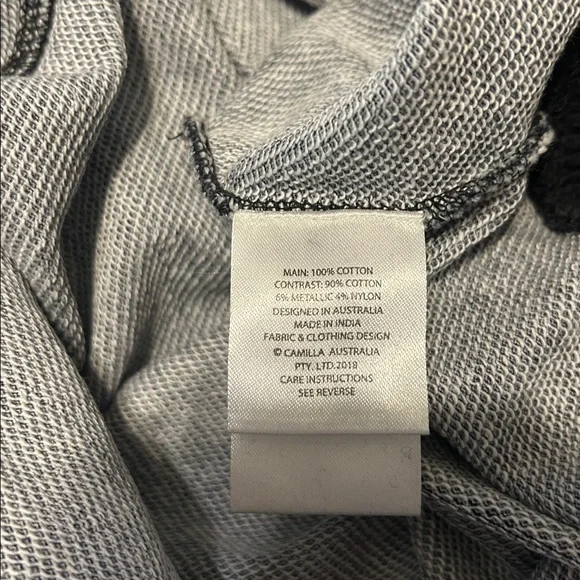 MAIN: 100% COTTON
CONTRAST: 90% COTTON
6% METALLIC 4% NYLON
DESIGNED IN AUSTRALIA
MADE IN INDIA
FABRIC & CLOTHING DESIGN
© CAMILLA AUSTRALIA
PTY. LTD.2018
CARE INSTRUCTIONS
SEE REVERSE